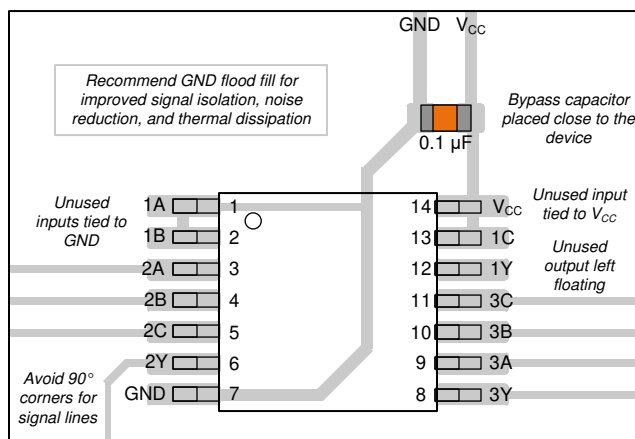 GND VCC
Recommend GND flood fill for
improved signal isolation, noise
reduction, and thermal dissipation
Bypass capacitor
placed close to the
device
0.1 µF
Unused
inputs tied to
GND
1A 1 14 VCC
1B 2 13 1C
2A 3 12 1Y
2B 4 11 3C
2C 5 10 3B
2Y 6 9 3A
GND 7 8 3Y
Unused input
tied to VCC
Unused
output left
floating
Avoid 90°
corners for
signal lines